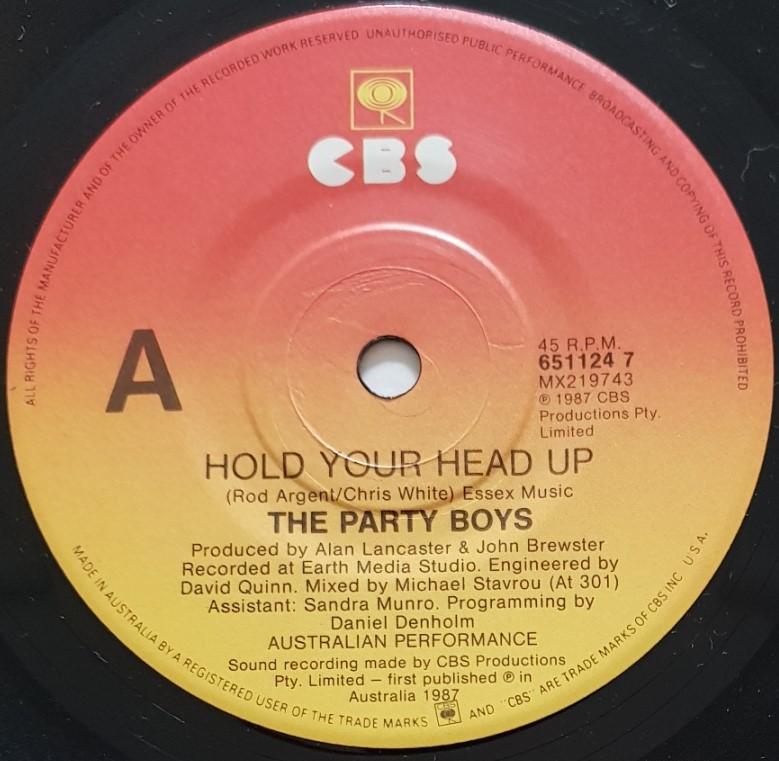 ALL RIGHTS OF THE MANUFACTURER AND OF THE OWNER OF THE RECORDED WORK RESERVED UNAUTHORISED PUBLIC PERFORMANCE BROADCASTING AND COPYING OF THIS RECORD PROHIBITED
CBS
A
45 R.P.M.
651124 7
MX219743
℗ 1987 CBS
Productions Pty.
Limited
HOLD YOUR HEAD UP
(Rod Argent/Chris White) Essex Music
THE PARTY BOYS
Produced by Alan Lancaster & John Brewster
Recorded at Earth Media Studio. Engineered by
David Quinn. Mixed by Michael Stavrou (At 301)
Assistant: Sandra Munro. Programming by
Daniel Denholm
AUSTRALIAN PERFORMANCE
Sound recording made by CBS Productions
Pty. Limited – first published ℗ in
Australia 1987
MADE IN AUSTRALIA BY A REGISTERED USER OF THE TRADE MARKS CBS AND "CBS" ARE TRADE MARKS OF CBS INC U.S.A.